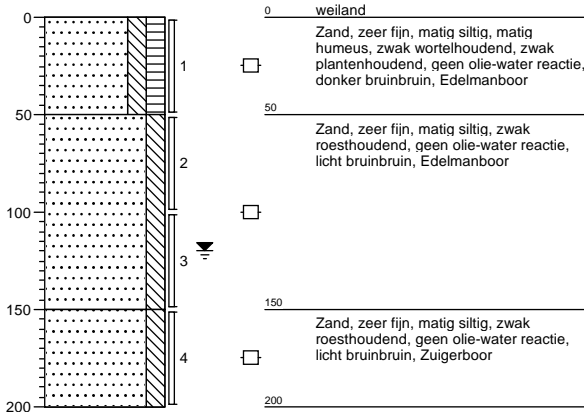 0
50
100
150
200
1
2
3
4
0 weiland
Zand, zeer fijn, matig siltig, matig
humeus, zwak wortelhoudend, zwak
plantenhoudend, geen olie-water reactie,
donker bruinbruin, Edelmanboor
50
Zand, zeer fijn, matig siltig, zwak
roesthoudend, geen olie-water reactie,
licht bruinbruin, Edelmanboor
150
Zand, zeer fijn, matig siltig, zwak
roesthoudend, geen olie-water reactie,
licht bruinbruin, Zuigerboor
200